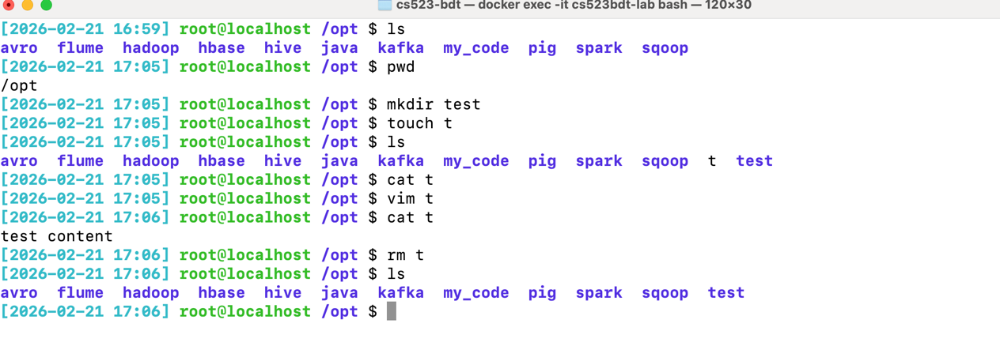 cs523-bdt — docker exec -it cs523bdt-lab bash — 120×30
[2026-02-21 16:59] root@localhost /opt $ ls
avro  flume  hadoop  hbase  hive  java  kafka  my_code  pig  spark  sqoop
[2026-02-21 17:05] root@localhost /opt $ pwd
/opt
[2026-02-21 17:05] root@localhost /opt $ mkdir test
[2026-02-21 17:05] root@localhost /opt $ touch t
[2026-02-21 17:05] root@localhost /opt $ ls
avro  flume  hadoop  hbase  hive  java  kafka  my_code  pig  spark  sqoop  t  test
[2026-02-21 17:05] root@localhost /opt $ cat t
[2026-02-21 17:05] root@localhost /opt $ vim t
[2026-02-21 17:06] root@localhost /opt $ cat t
test content
[2026-02-21 17:06] root@localhost /opt $ rm t
[2026-02-21 17:06] root@localhost /opt $ ls
avro  flume  hadoop  hbase  hive  java  kafka  my_code  pig  spark  sqoop  test
[2026-02-21 17:06] root@localhost /opt $